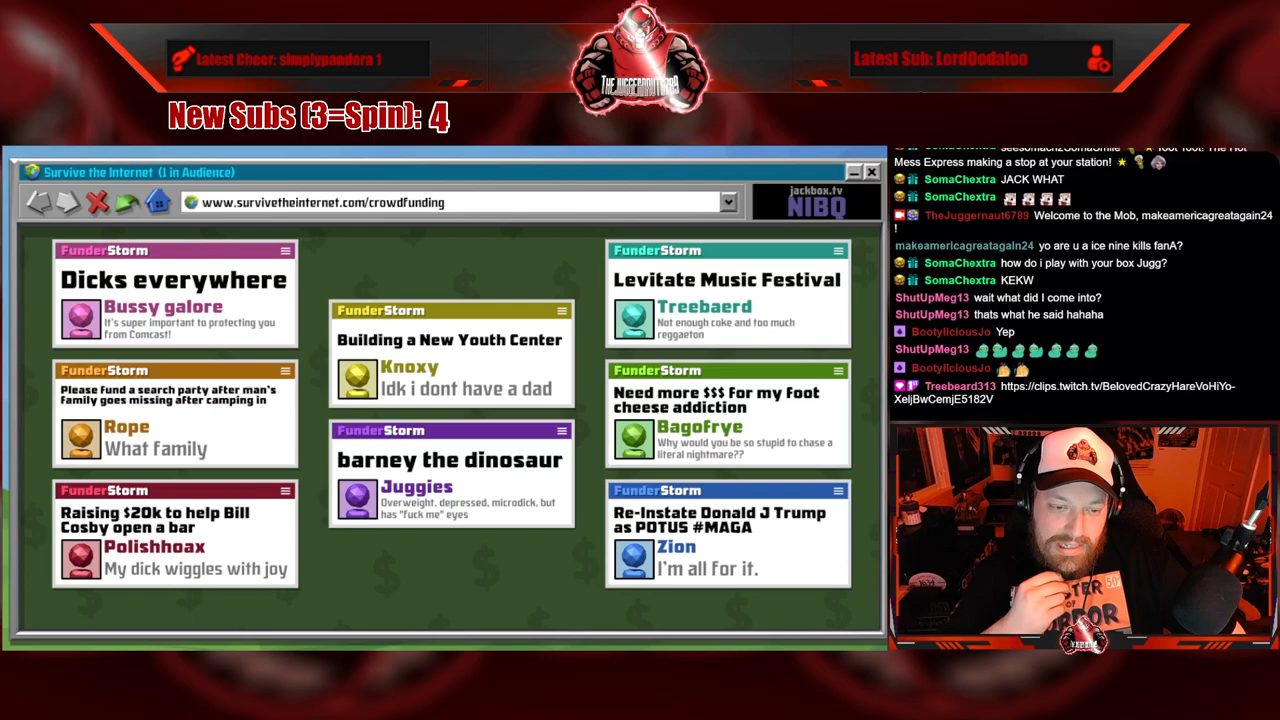 Latest Cheer: simplypandora 1
THEJUGGERNAUT6789
Latest Sub: LordOodaloo
New Subs (3=Spin): 4
Survive the Internet (1 in Audience)
www.survivetheinternet.com/crowdfunding
jackbox.tv
NIBQ
FunderStorm
Dicks everywhere
Bussy galore
It's super important to protecting you
from Comcast!
FunderStorm
Please fund a search party after man's
family goes missing after camping in
Rope
What family
FunderStorm
Raising $20k to help Bill
Cosby open a bar
Polishhoax
My dick wiggles with joy
FunderStorm
Building a New Youth Center
Knoxy
Idk i dont have a dad
FunderStorm
barney the dinosaur
Juggies
Overweight, depressed, microdick, but
has "fuck me" eyes
FunderStorm
Levitate Music Festival
Treebaerd
Not enough coke and too much
reggaeton
FunderStorm
Need more $$$ for my foot
cheese addiction
BagOfrye
Why would you be so stupid to chase a
literal nightmare??
FunderStorm
Re-Instate Donald J Trump
as POTUS #MAGA
Zion
I'm all for it.
Mess Express making a stop at your station!
SomaChextra JACK WHAT
SomaChextra
TheJuggernaut6789 Welcome to the Mob, makeamericagreatagain24
!
makeamericagreatagain24 yo are u a ice nine kills fanA?
SomaChextra how do i play with your box Jugg?
SomaChextra KEKW
ShutUpMeg13 wait what did I come into?
ShutUpMeg13 thats what he said hahaha
BootyliciousJo Yep
ShutUpMeg13
BootyliciousJo
Treebeard313 https://clips.twitch.tv/BelovedCrazyHareVoHiYo-
XeljBwCemjE5182V